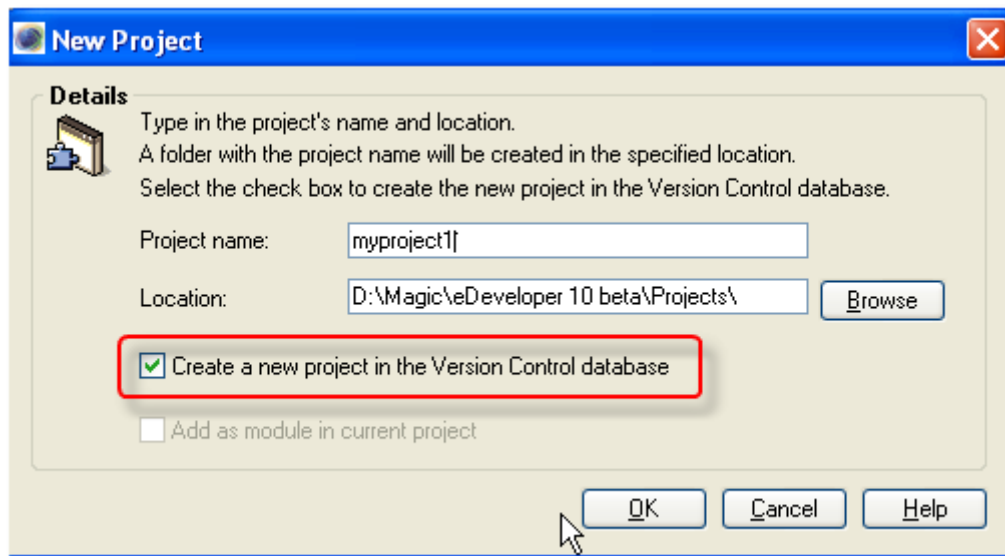 New Project
Details
Type in the project's name and location.
A folder with the project name will be created in the specified location.
Select the check box to create the new project in the Version Control database.
Project name: myproject1
Location: D:\Magic\eDeveloper 10 beta\Projects\ Browse
Create a new project in the Version Control database
Add as module in current project
OK Cancel Help